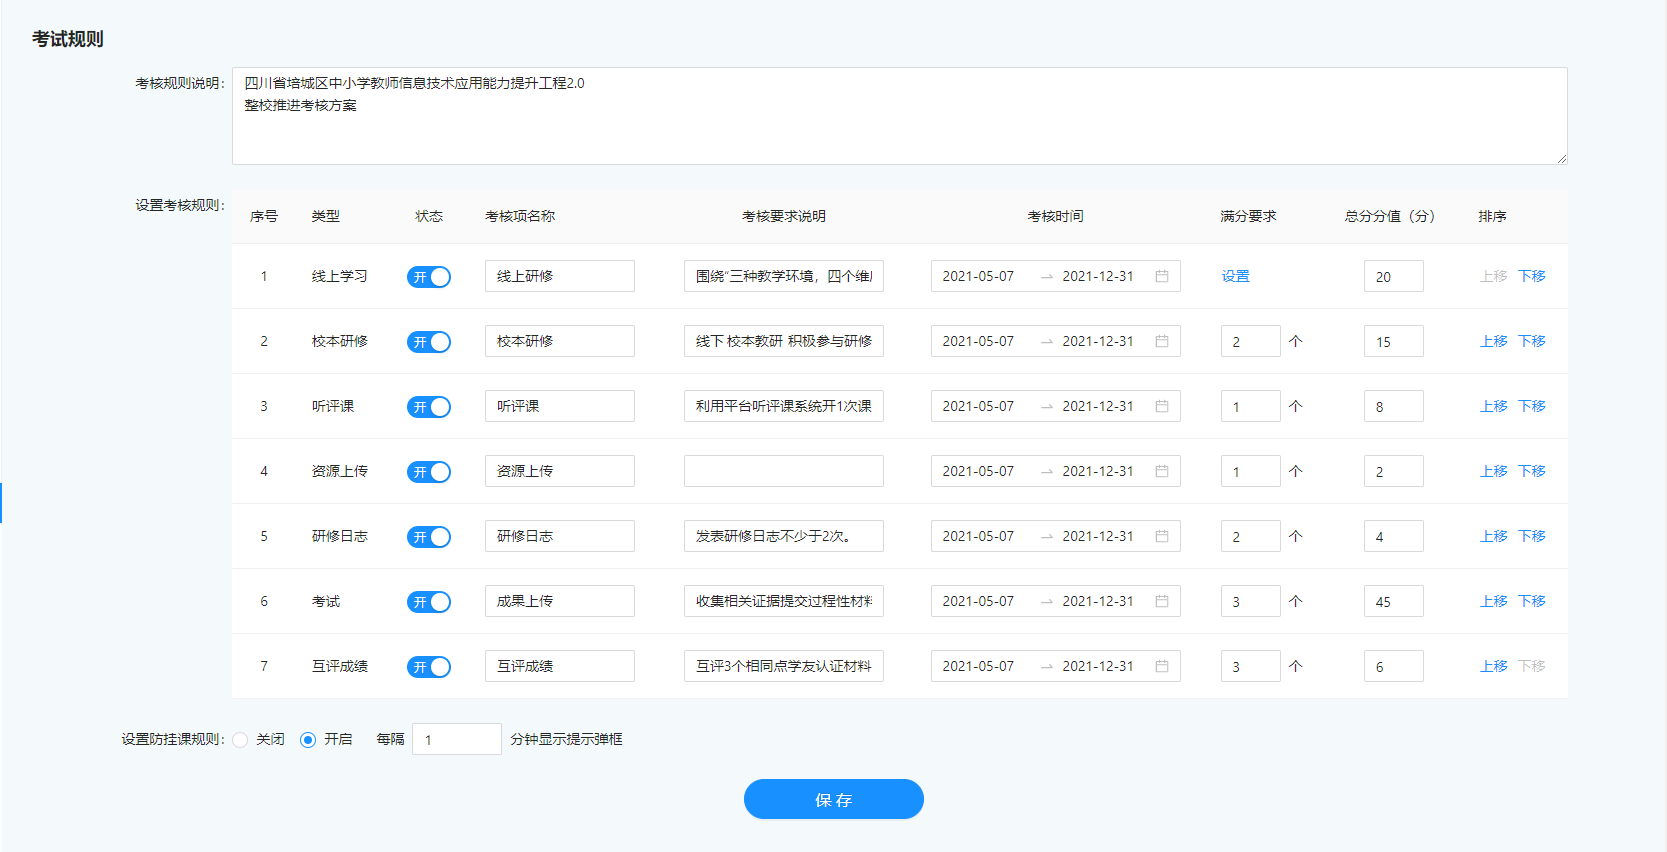 考试规则
考核规则说明：
四川省培城区中小学教师信息技术应用能力提升工程2.0
整校推进考核方案
设置考核规则：
序号 类型 状态 考核项名称 考核要求说明 考核时间 满分要求 总分分值（分） 排序
1 线上学习 开 线上研修 围绕“三种教学环境，四个维 2021-05-07 → 2021-12-31 设置 20 上移 下移
2 校本研修 开 校本研修 线下 校本教研 积极参与研修 2021-05-07 → 2021-12-31 2 个 15 上移 下移
3 听评课 开 听评课 利用平台听评课系统开1次课 2021-05-07 → 2021-12-31 1 个 8 上移 下移
4 资源上传 开 资源上传 2021-05-07 → 2021-12-31 1 个 2 上移 下移
5 研修日志 开 研修日志 发表研修日志不少于2次。 2021-05-07 → 2021-12-31 2 个 4 上移 下移
6 考试 开 成果上传 收集相关证据提交过程性材料 2021-05-07 → 2021-12-31 3 个 45 上移 下移
7 互评成绩 开 互评成绩 互评3个相同点学友认证材料 2021-05-07 → 2021-12-31 3 个 6 上移 下移
设置防挂课规则： 关闭 开启 每隔 1 分钟显示提示弹框
保 存